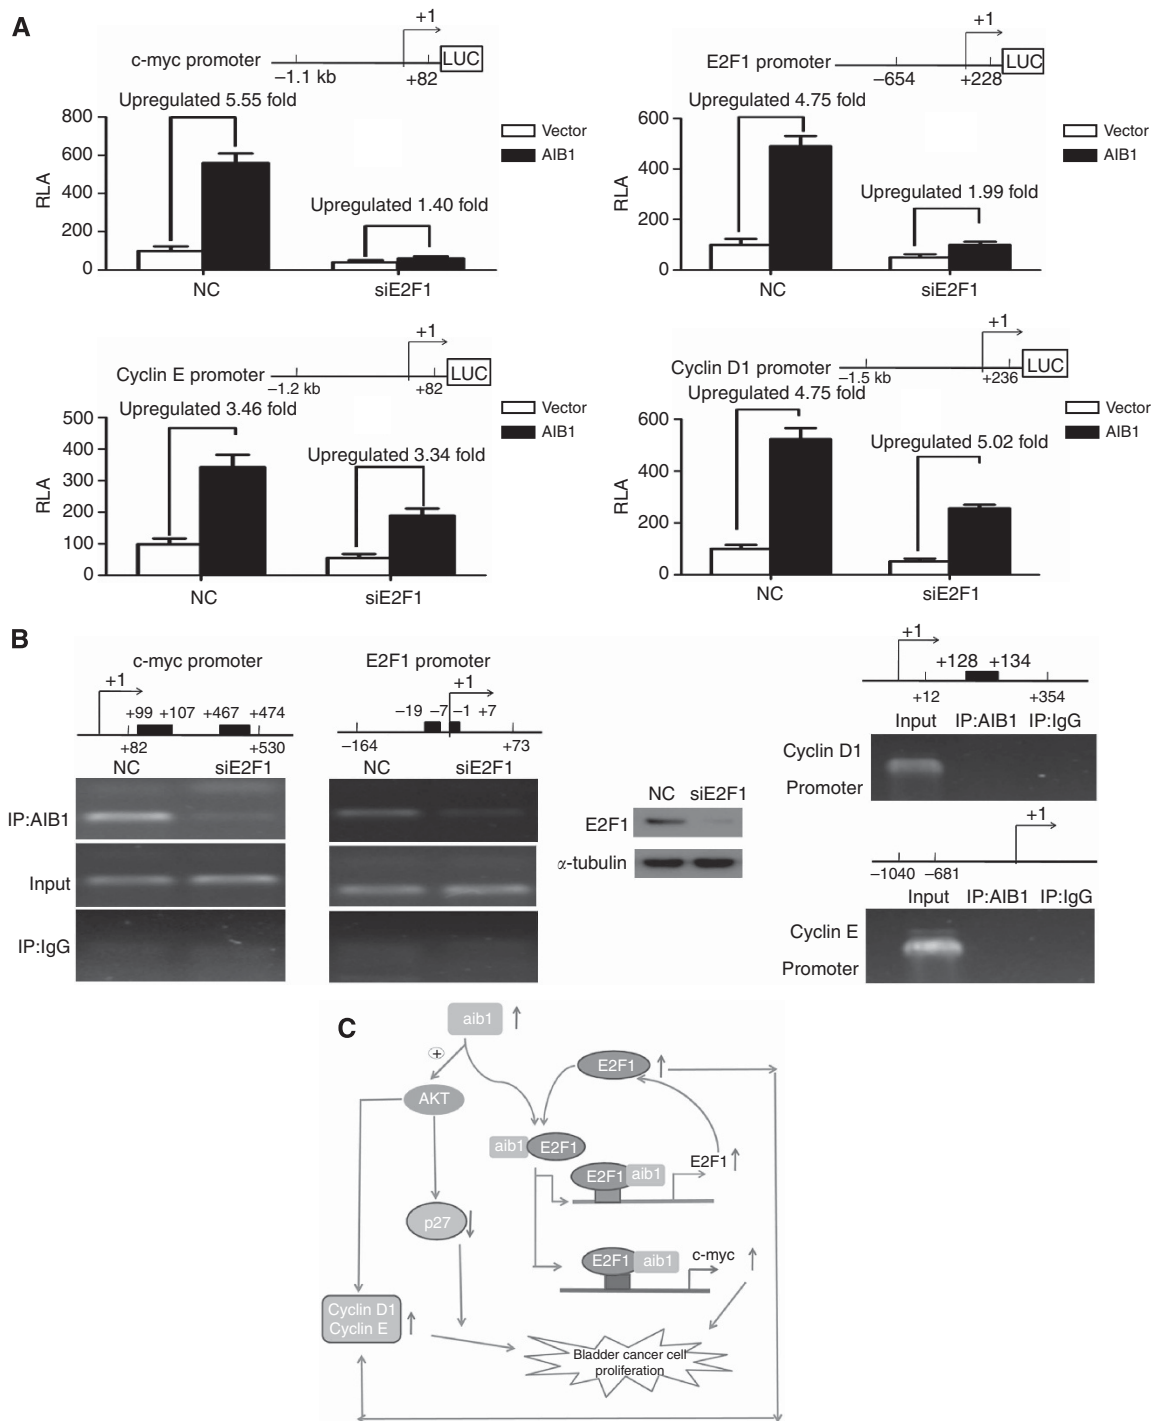 A
c-myc promoter
+1
LUC
−1.1 kb
+82
Upregulated 5.55 fold
800
600
400
200
0
RLA
Upregulated 1.40 fold
NC
siE2F1
Vector
AIB1
E2F1 promoter
+1
LUC
−654
+228
Upregulated 4.75 fold
600
400
200
0
RLA
Upregulated 1.99 fold
NC
siE2F1
Vector
AIB1
Cyclin E promoter
+1
LUC
−1.2 kb
+82
Upregulated 3.46 fold
500
400
300
200
100
0
RLA
Upregulated 3.34 fold
NC
siE2F1
Vector
AIB1
Cyclin D1 promoter
+1
LUC
−1.5 kb
+236
Upregulated 4.75 fold
600
400
200
0
RLA
Upregulated 5.02 fold
NC
siE2F1
Vector
AIB1
B
c-myc promoter
+1
+99 +107 +467 +474
+82 +530
NC siE2F1
IP:AIB1
Input
IP:IgG
E2F1 promoter
+1
−19 −7 −1 +7
−164 +73
NC siE2F1
NC siE2F1
E2F1
α-tubulin
+1
+128 +134
+12 +354
Input IP:AIB1 IP:IgG
Cyclin D1
Promoter
+1
−1040 −681
Input IP:AIB1 IP:IgG
Cyclin E
Promoter
C
aib1
+
AKT
E2F1
aib1 E2F1
E2F1 aib1
E2F1
p27
E2F1 aib1
c-myc
Cyclin D1
Cyclin E
Bladder cancer cell
proliferation